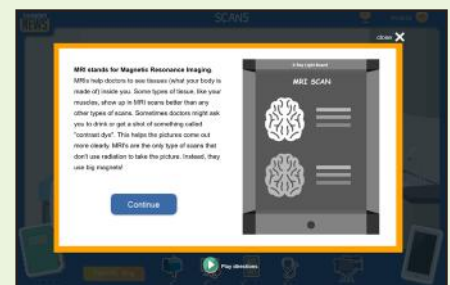 SCANS
NEWS
close X
MRI stands for Magnetic Resonance Imaging.
MRIs help doctors to see tissues (what your body is
made of) inside you. Some types of tissue, like your
muscles, show up in MRI scans better than any
other types of scans. Sometimes doctors might ask
you to drink or get a shot of something called
"contrast dye". This helps the pictures come out
more clearly. MRI's are the only type of scans that
don't use radiation to take the picture. Instead, they
use big magnets!
Continue
X-Ray Light Board
MRI SCAN
Play directions